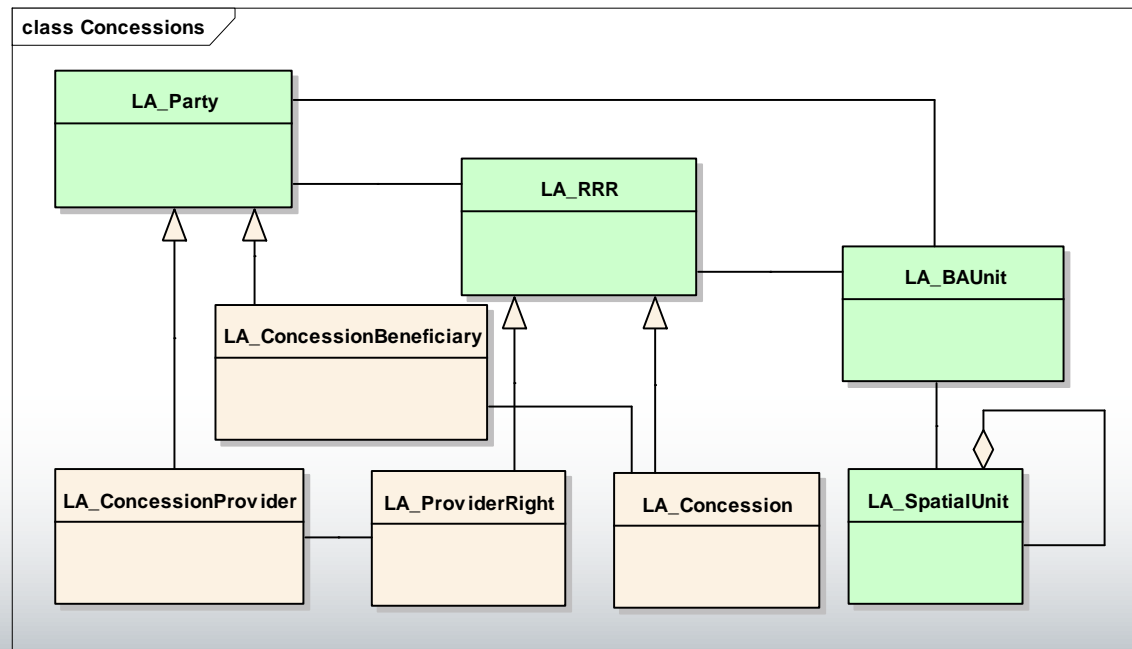 class Concessions
LA_Party
LA_RRR
LA_BAUnit
LA_ConcessionBeneficiary
LA_ConcessionProvider
LA_ProviderRight
LA_Concession
LA_SpatialUnit